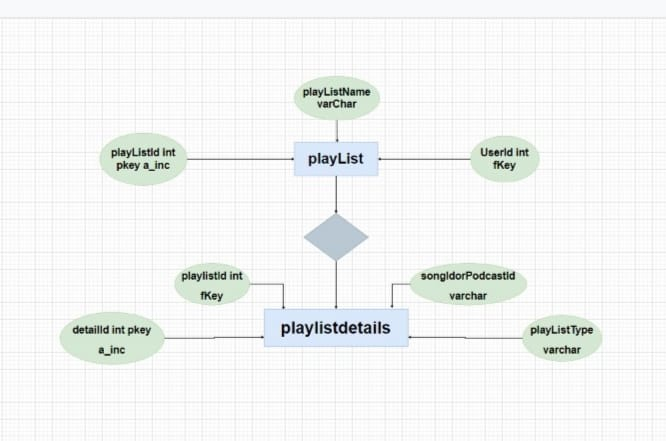 playListName
varChar
playListId int
pkey a_inc
playList
UserId int
fKey
playlistId int
fKey
songIdorPodcastId
varchar
detailId int pkey
a_inc
playlistdetails
playListType
varchar